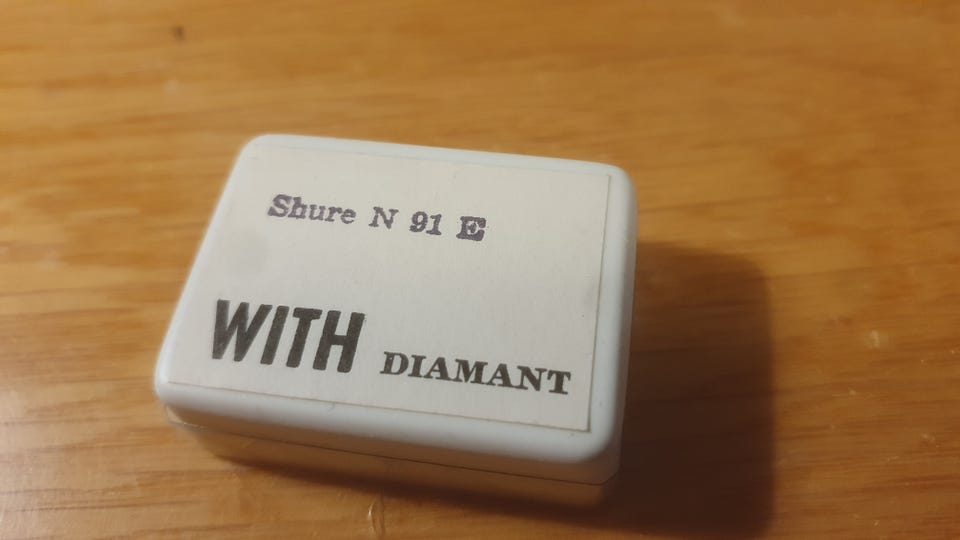 Shure N 91 E
WITH DIAMANT